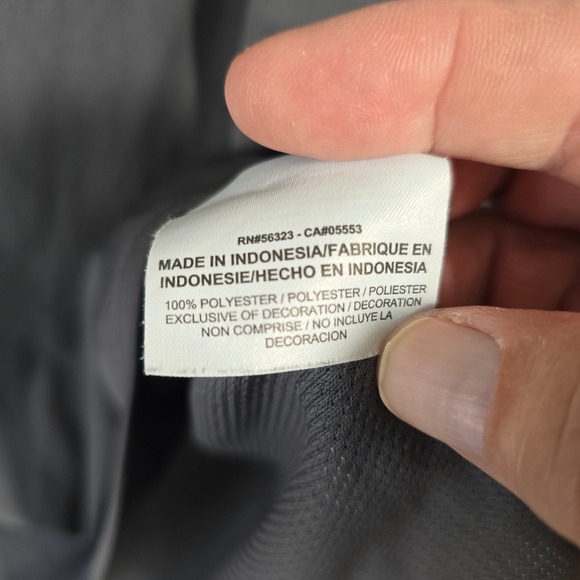 RN#56323 - CA#05553
MADE IN INDONESIA/FABRIQUE EN
INDONESIE/HECHO EN INDONESIA
100% POLYESTER / POLYESTER / POLIESTER
EXCLUSIVE OF DECORATION / DECORATION
NON COMPRISE / NO INCLUYE LA
DECORACION